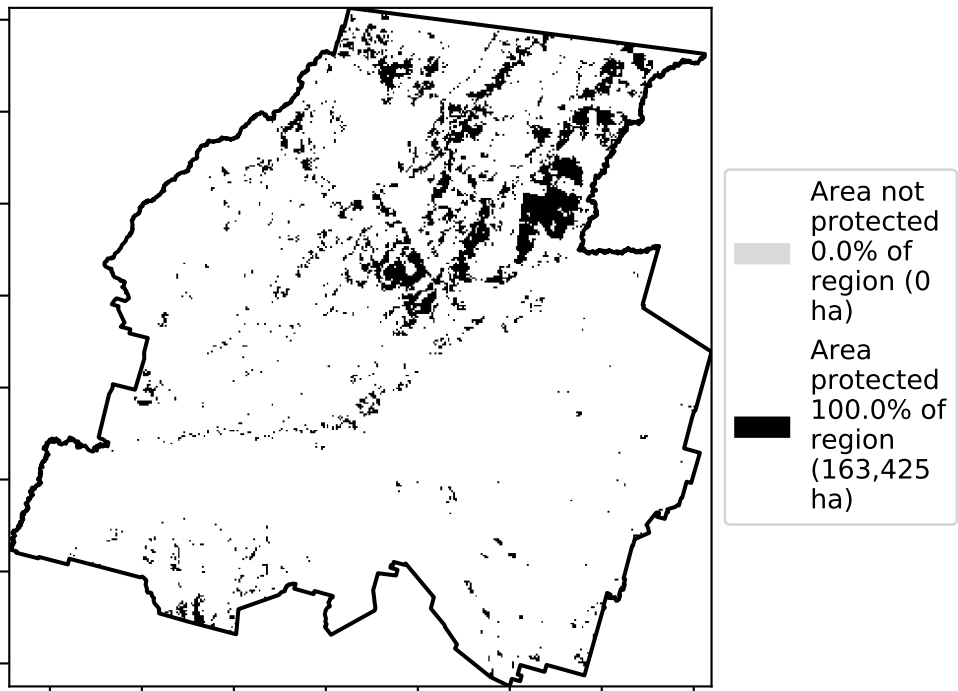 Area not
protected
0.0% of
region (0
ha)
Area
protected
100.0% of
region
(163,425
ha)